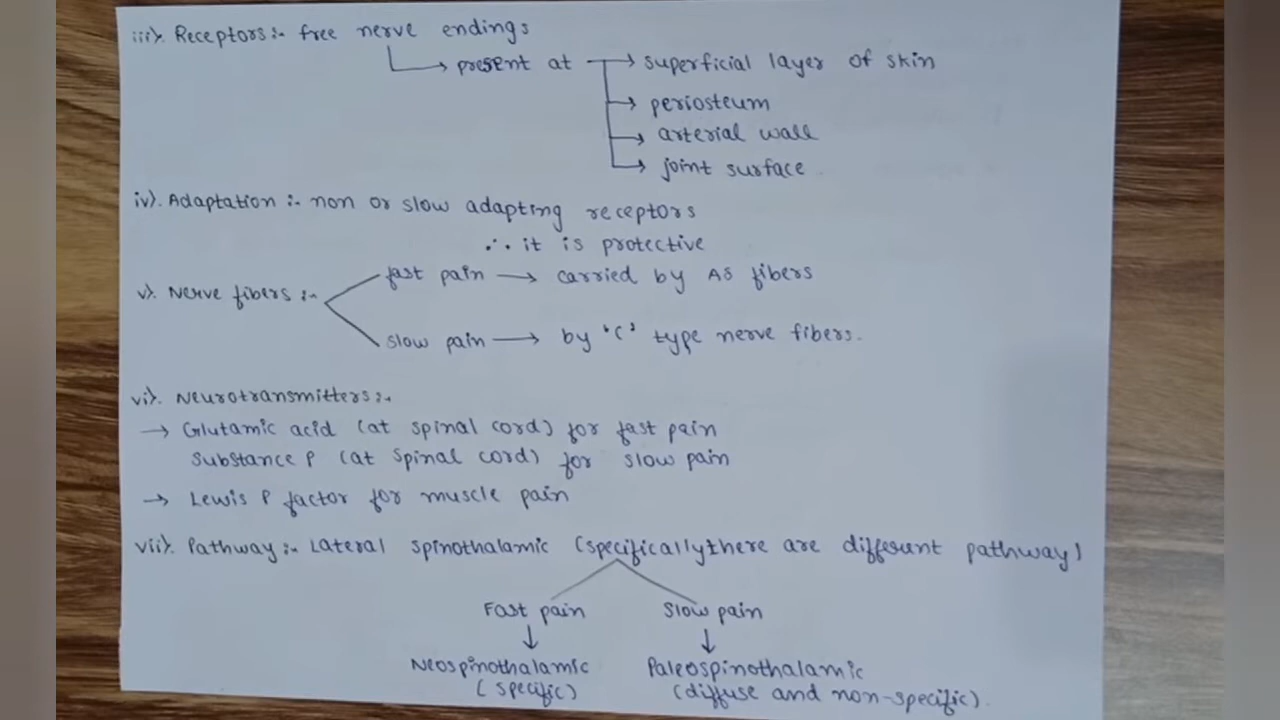 iii). Receptors:- free nerve endings
→ present at → superficial layer of skin
→ periosteum
→ arterial wall
→ joint surface
iv). Adaptation :- non or slow adapting receptors
∴ it is protective
v). Nerve fibers :- fast pain → carried by Aδ fibers
slow pain → by 'C' type nerve fibers.
vi). Neurotransmitters:-
→ Glutamic acid (at spinal cord) for fast pain
Substance P (at spinal cord) for slow pain
→ Lewis P factor for muscle pain
vii). Pathway:- Lateral spinothalamic (specifically there are different pathway)
Fast pain Slow pain
↓ ↓
Neospinothalamic Paleospinothalamic
(specific) (diffuse and non-specific).